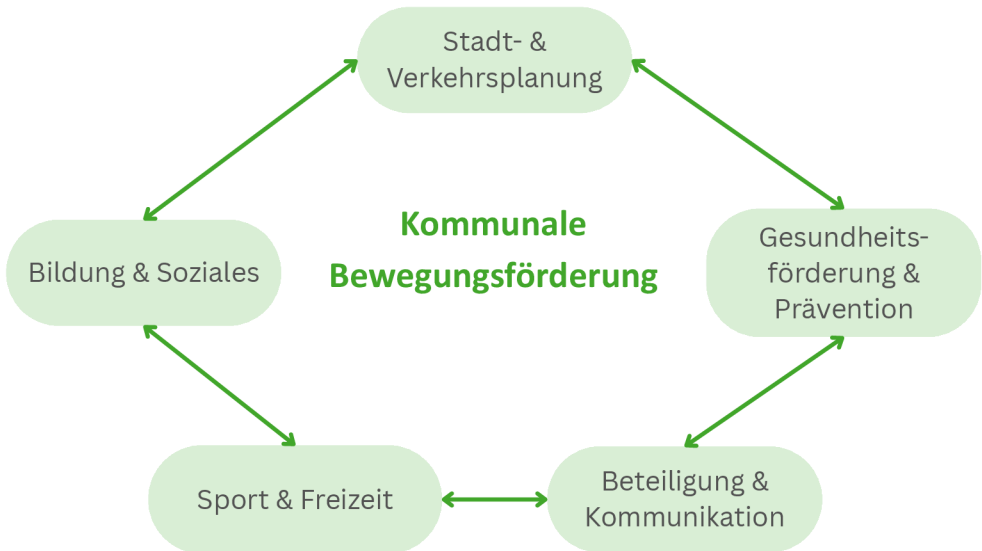 Stadt- &
Verkehrsplanung
Kommunale
Bewegungsförderung
Bildung & Soziales
Gesundheits-
förderung &
Prävention
Sport & Freizeit
Beteiligung &
Kommunikation